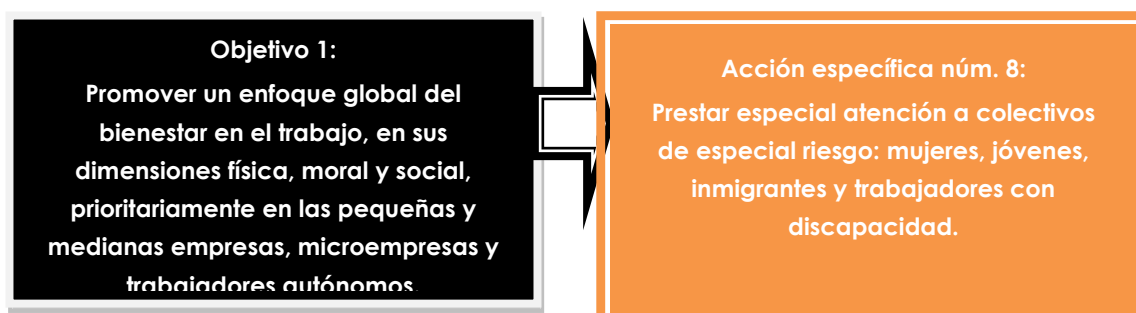 Objetivo 1:
Promover un enfoque global del
bienestar en el trabajo, en sus
dimensiones física, moral y social,
prioritariamente en las pequeñas y
medianas empresas, microempresas y
trabajadores autónomos.
Acción específica núm. 8:
Prestar especial atención a colectivos
de especial riesgo: mujeres, jóvenes,
inmigrantes y trabajadores con
discapacidad.